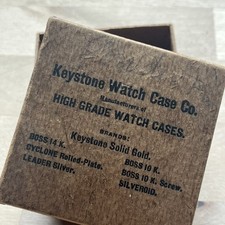 Keystone Watch Case Co.
Manufacturers of
HIGH GRADE WATCH CASES.
BRANDS:
Keystone Solid Gold.
BOSS 14 K. BOSS 10 K.
CYCLONE Rolled-Plate. BOSS 10 K. Screw.
LEADER Silver. SILVEROID.